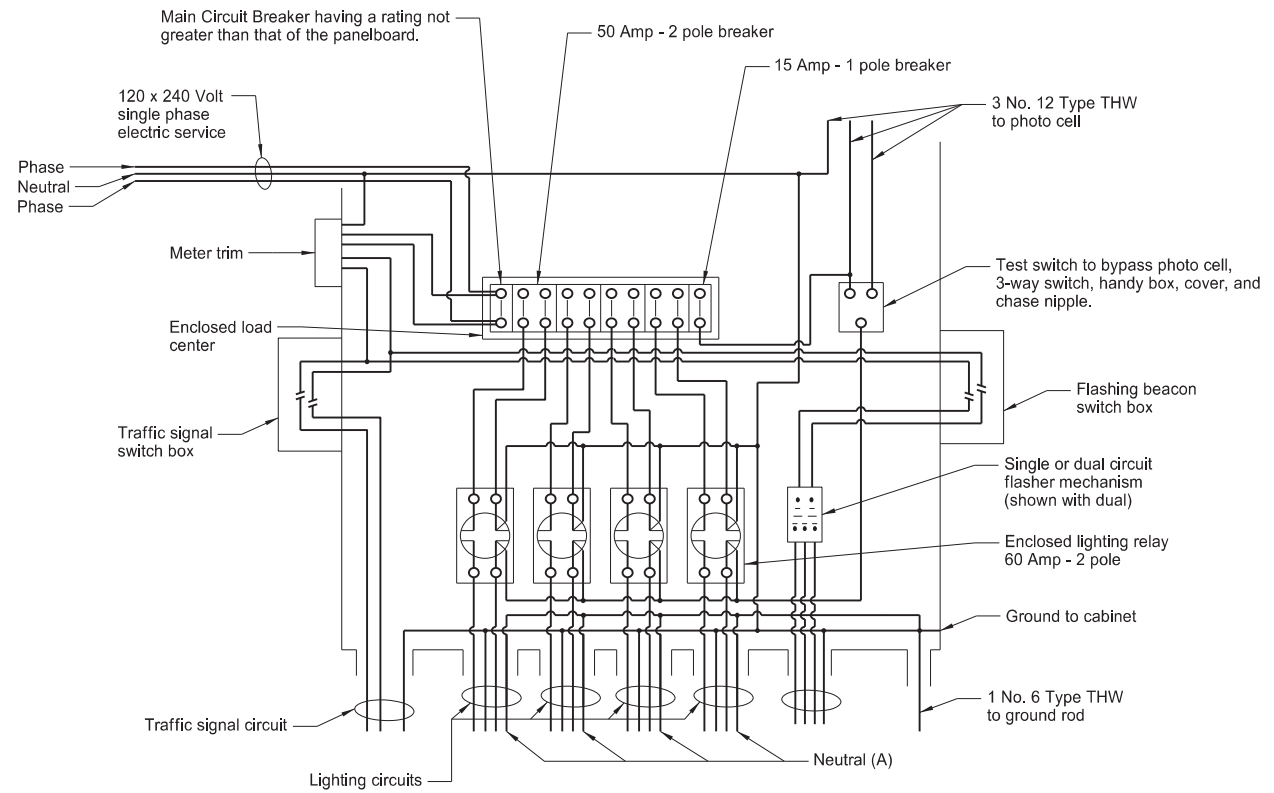 Main Circuit Breaker having a rating not
greater than that of the panelboard.
50 Amp - 2 pole breaker
15 Amp - 1 pole breaker
120 x 240 Volt
single phase
electric service
3 No. 12 Type THW
to photo cell
Phase
Neutral
Phase
Meter trim
Test switch to bypass photo cell,
3-way switch, handy box, cover, and
chase nipple.
Enclosed load
center
Flashing beacon
switch box
Traffic signal
switch box
Single or dual circuit
flasher mechanism
(shown with dual)
Enclosed lighting relay
60 Amp - 2 pole
Ground to cabinet
1 No. 6 Type THW
to ground rod
Traffic signal circuit
Neutral (A)
Lighting circuits